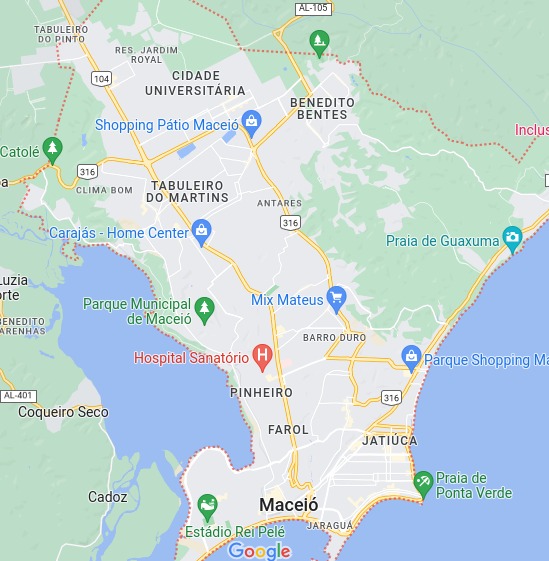 AL-105
TABULEIRO
DO PINTO
RES. JARDIM
ROYAL
104
CIDADE
UNIVERSITÁRIA
BENEDITO
BENTES
Shopping Pátio Maceió
Inclus
Catolé
316
CLIMA BOM
TABULEIRO
DO MARTINS
ANTARES
316
Carajás - Home Center
Praia de Guaxuma
Luzia
orte
Parque Municipal
de Maceió
Mix Mateus
BENEDITO
ARENHAS
BARRO DURO
Hospital Sanatório
H
Parque Shopping Ma
AL-401
PINHEIRO
316
Coqueiro Seco
FAROL
JATIÚCA
Praia de
Ponta Verde
Cadoz
Maceió
JARAGUÁ
Estádio Rei Pelé
Google